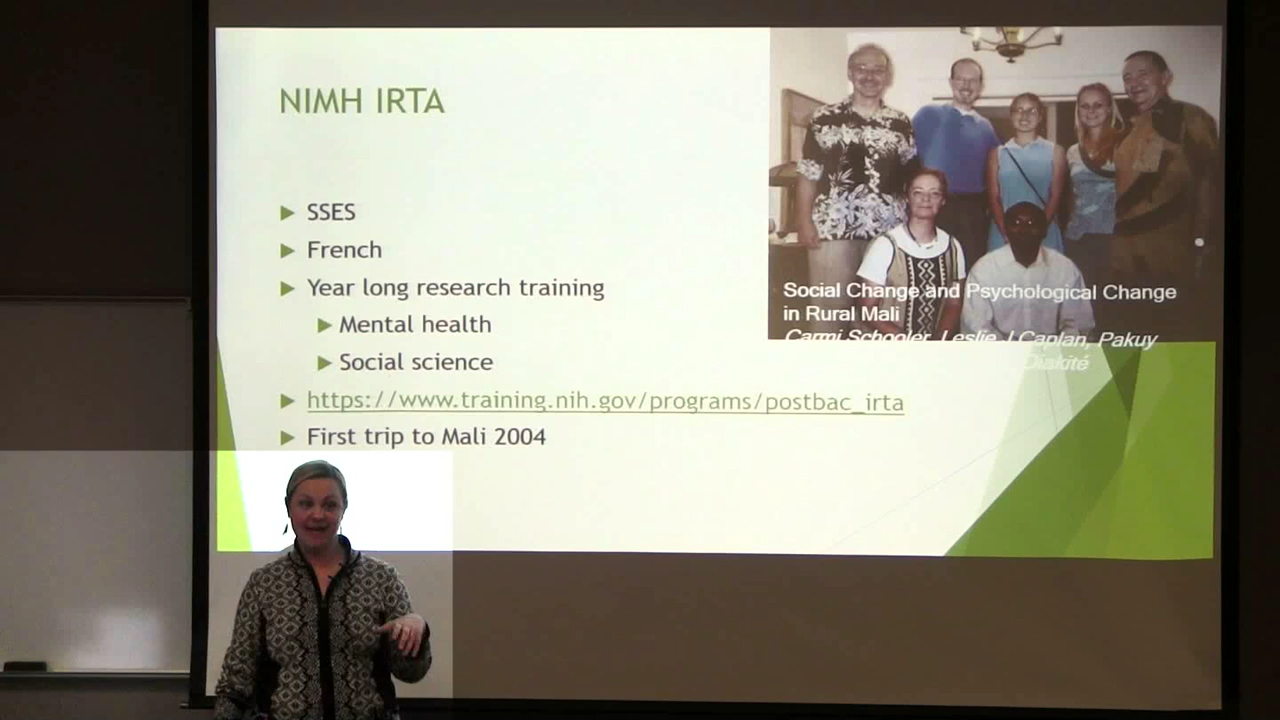 NIMH IRTA
SSES
French
Year long research training
Mental health
Social science
https://www.training.nih.gov/programs/postbac_irta
First trip to Mali 2004
Social Change and Psychological Change
in Rural Mali
Carmi Schooler, Leslie J Caplan, Pakuy
Diakité